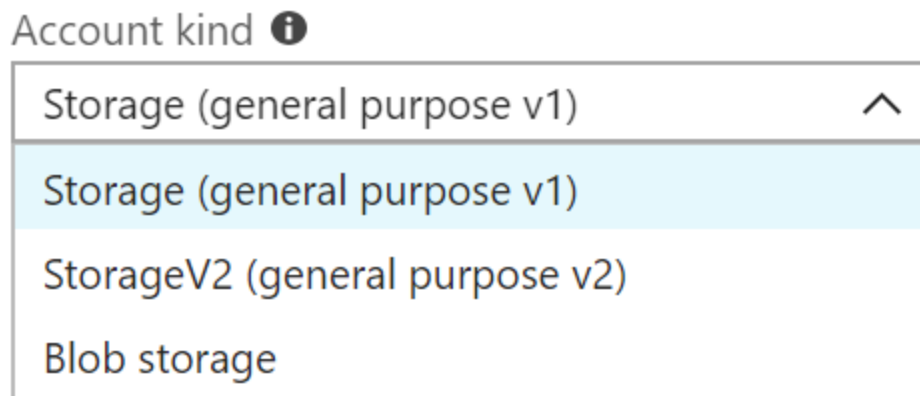 Account kind
Storage (general purpose v1)
Storage (general purpose v1)
StorageV2 (general purpose v2)
Blob storage